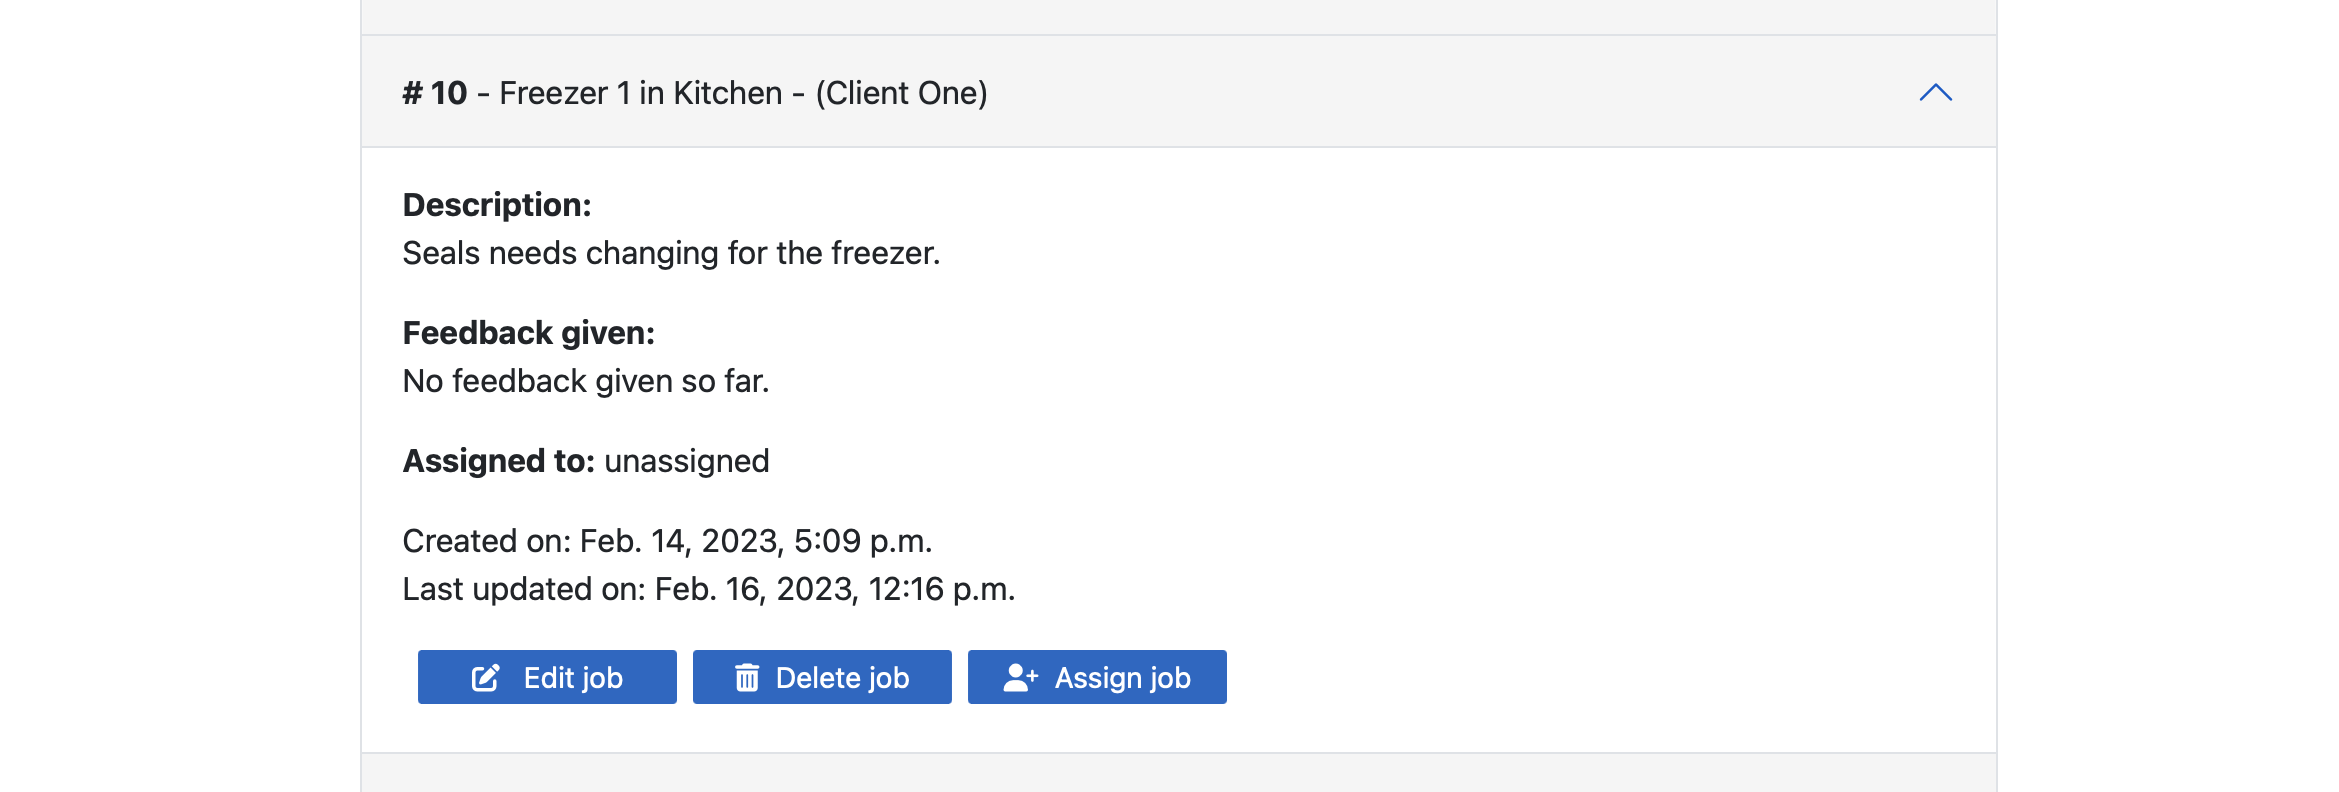 # 10 - Freezer 1 in Kitchen - (Client One)
Description:
Seals needs changing for the freezer.
Feedback given:
No feedback given so far.
Assigned to: unassigned
Created on: Feb. 14, 2023, 5:09 p.m.
Last updated on: Feb. 16, 2023, 12:16 p.m.
Edit job Delete job Assign job